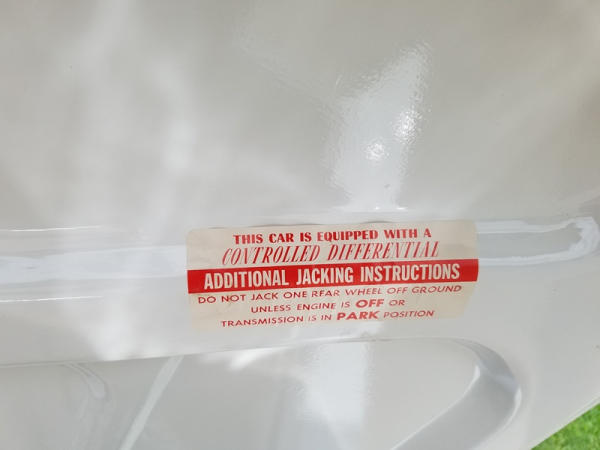 THIS CAR IS EQUIPPED WITH A
CONTROLLED DIFFERENTIAL
ADDITIONAL JACKING INSTRUCTIONS
DO NOT JACK ONE REAR WHEEL OFF GROUND
UNLESS ENGINE IS OFF OR
TRANSMISSION IS IN PARK POSITION